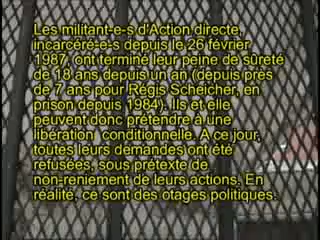 Les militant-e-s d'Action directe,
incarcéré-e-s depuis le 26 février
1987, ont terminé leur peine de sûreté
de 18 ans depuis un an (depuis près
de 7 ans pour Régis Scheicher, en
prison depuis 1984). Ils et elle
peuvent donc prétendre à une
libération  conditionnelle. A ce jour,
toutes leurs demandes ont été
refusées, sous prétexte de
non-reniement de leurs actions. En
réalité, ce sont des otages politiques.